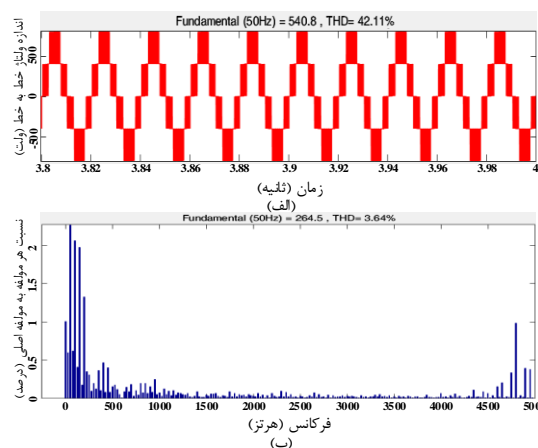 Fundamental (50Hz) = 540.8 , THD= 42.11%
اندازه ولتاژ خط به خط (ولت)
500
0
-500
3.8 3.82 3.84 3.86 3.88 3.9 3.92 3.94 3.96 3.98 4
زمان (ثانیه)
(الف)
Fundamental (50Hz) = 264.5 , THD= 3.64%
نسبت هر مولفه به مولفه اصلی (درصد)
2
1.5
1
0.5
0
0 500 1000 1500 2000 2500 3000 3500 4000 4500 5000
فرکانس (هرتز)
(ب)